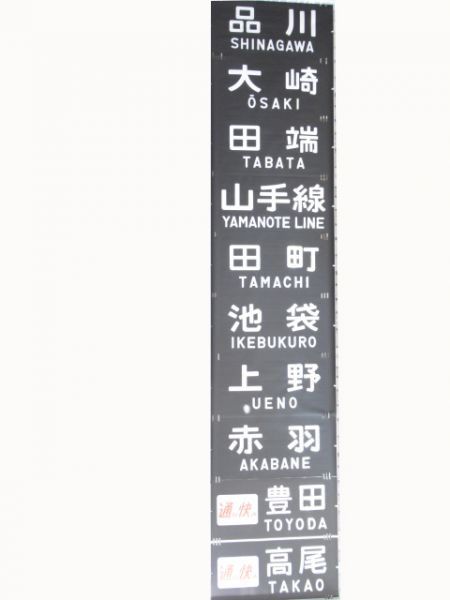 品川
SHINAGAWA
大崎
ŌSAKI
田端
TABATA
山手線
YAMANOTE LINE
田町
TAMACHI
池袋
IKEBUKURO
上野
UENO
赤羽
AKABANE
通快 豊田
TOYODA
通快 高尾
TAKAO